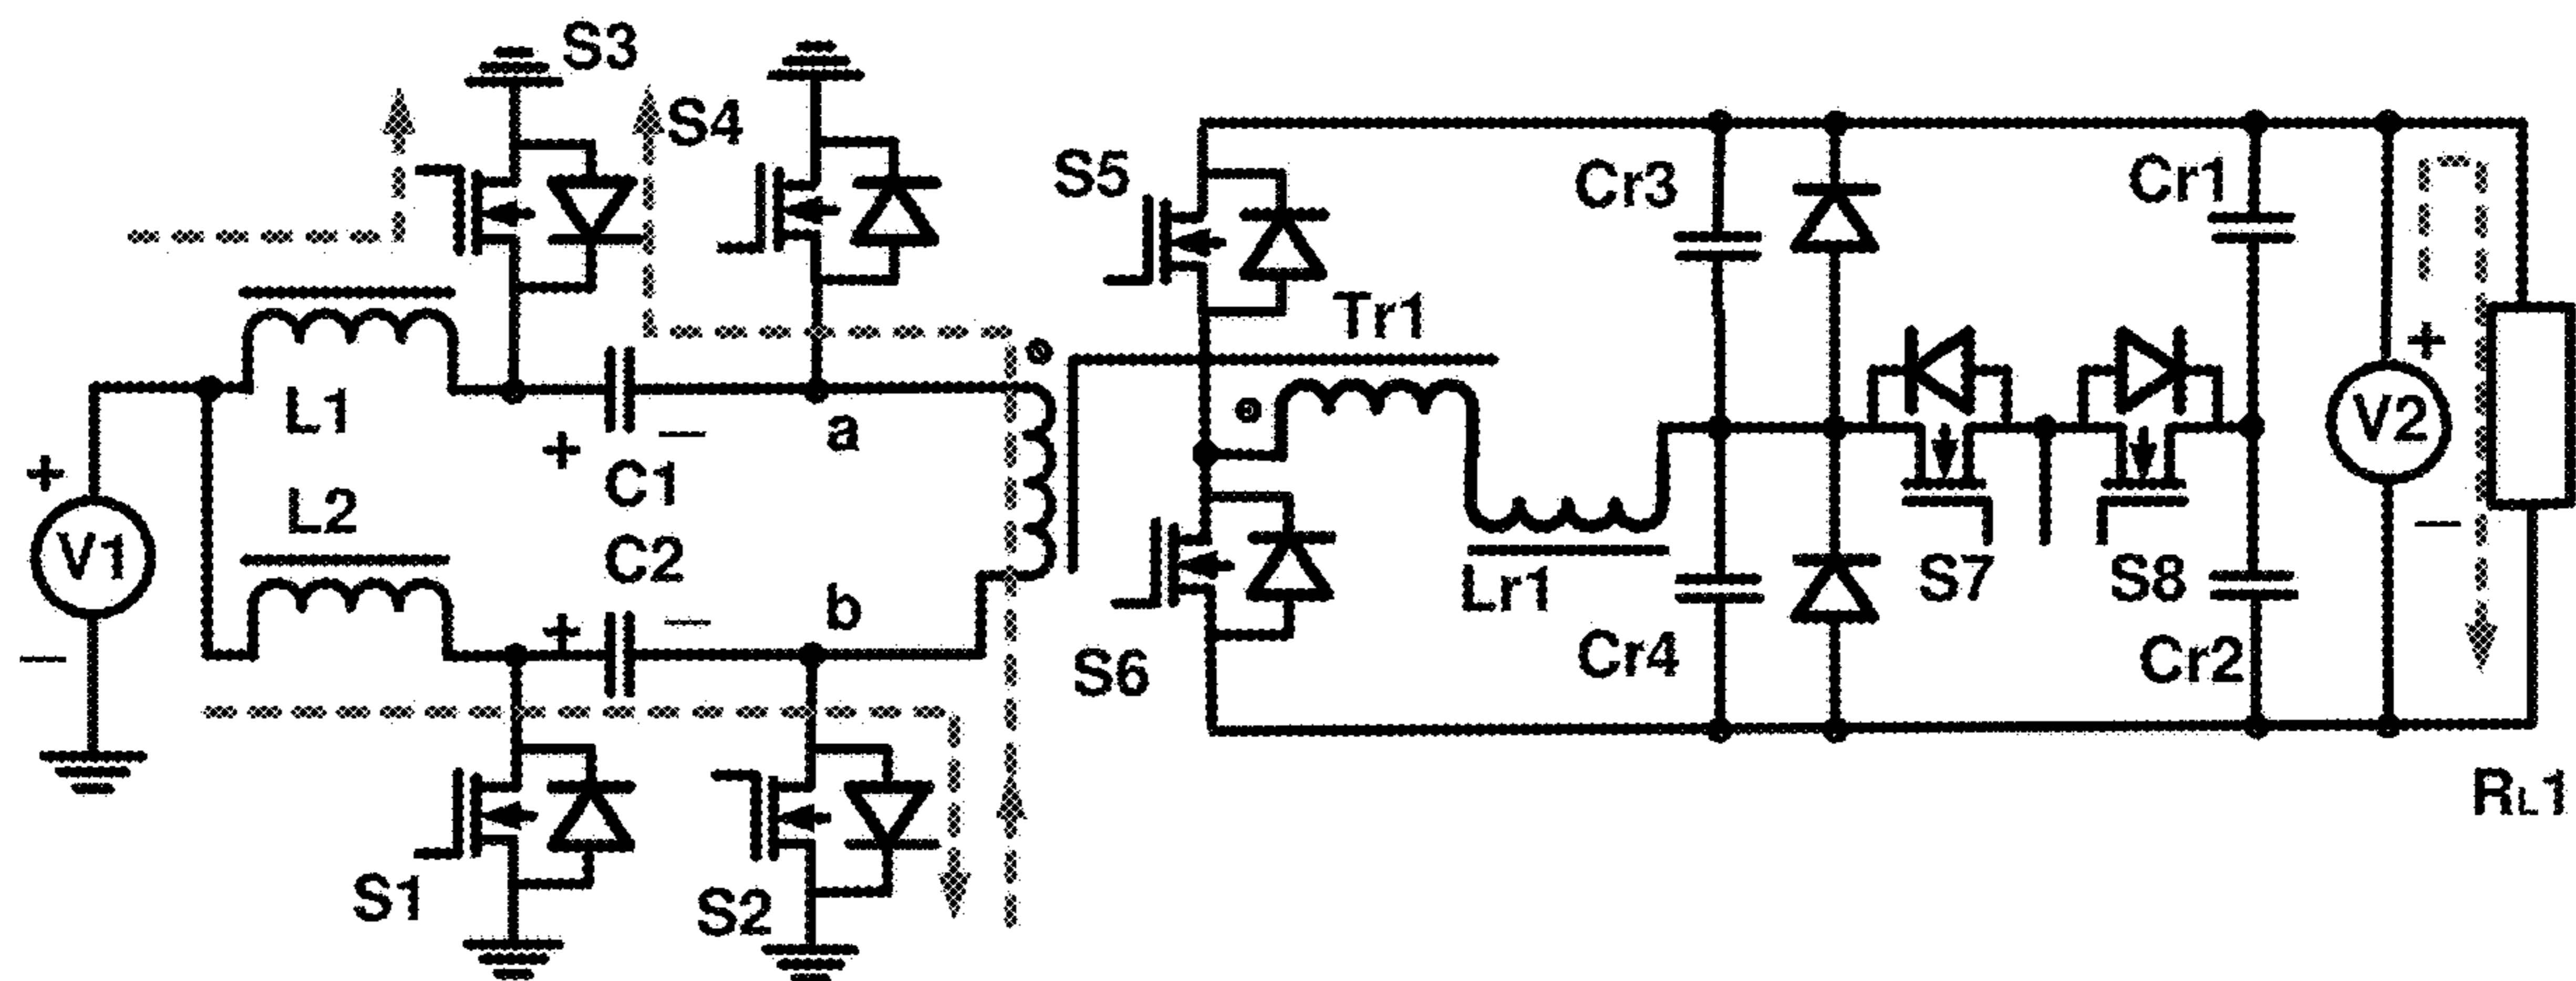 S3
S4
S5
Cr3
Cr1
Tr1
L1
a
+ −
C1
+
V1
−
L2
C2
+ −
b
Lr1
S7
S8
+
V2
−
S6
Cr4
Cr2
S1
S2
RL1